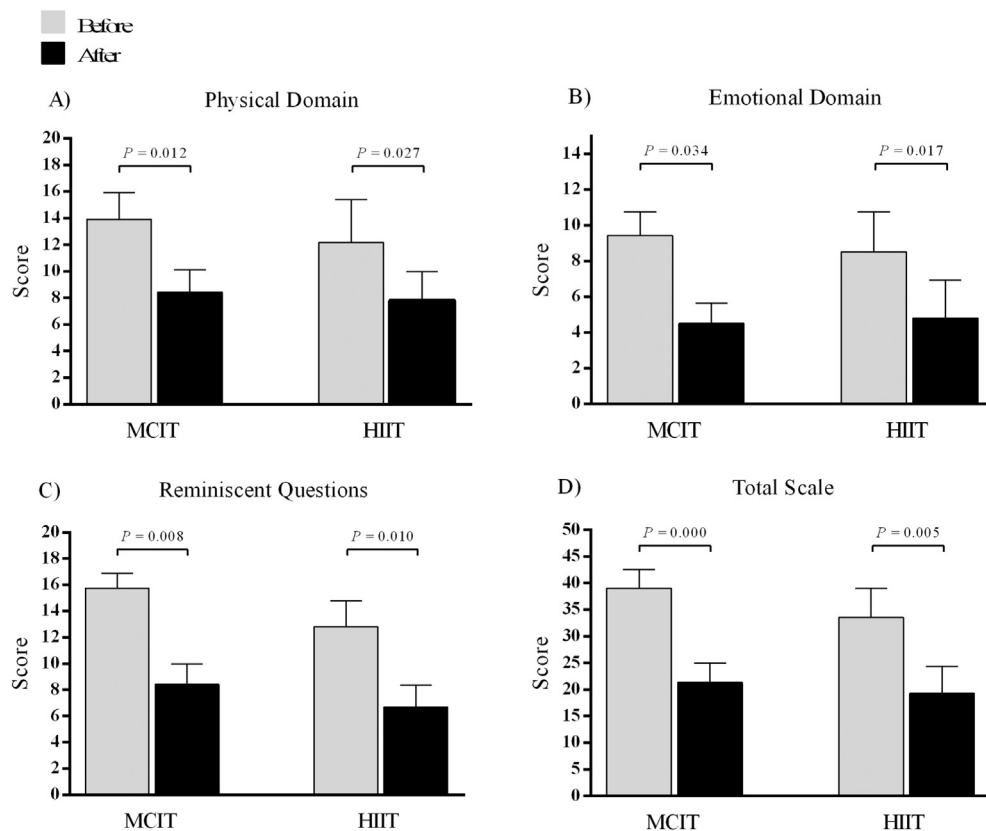 Before
After
A) Physical Domain
20
18
16
14
12
10
8
6
4
2
0
Score
P = 0.012
P = 0.027
MCIT HIIT
B) Emotional Domain
14
12
10
8
6
4
2
0
Score
P = 0.034
P = 0.017
MCIT HIIT
C) Reminiscent Questions
20
18
16
14
12
10
8
6
4
2
0
Score
P = 0.008
P = 0.010
MCIT HIIT
D) Total Scale
50
45
40
35
30
25
20
15
10
5
0
Score
P = 0.000
P = 0.005
MCIT HIIT